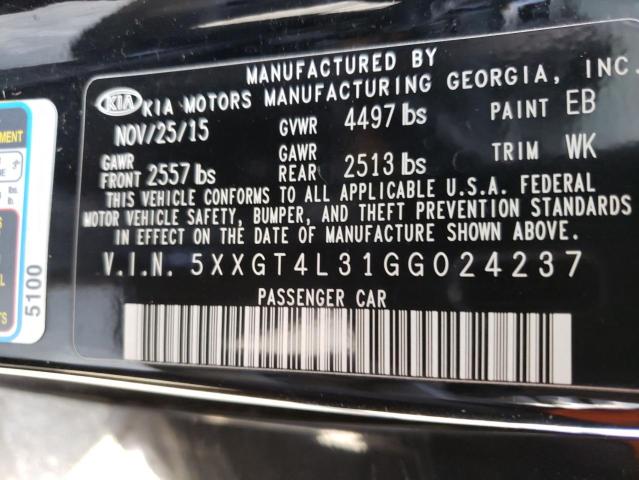 MANUFACTURED BY
KIA KIA MOTORS MANUFACTURING GEORGIA, INC.
NOV/25/15 GVWR 4497 lbs PAINT EB
GAWR FRONT 2557 lbs GAWR REAR 2513 lbs TRIM WK
THIS VEHICLE CONFORMS TO ALL APPLICABLE U.S.A. FEDERAL
MOTOR VEHICLE SAFETY, BUMPER, AND THEFT PREVENTION STANDARDS
IN EFFECT ON THE DATE OF MANUFACTURE SHOWN ABOVE.
V.I.N. 5XXGT4L31GG024237
PASSENGER CAR
5100